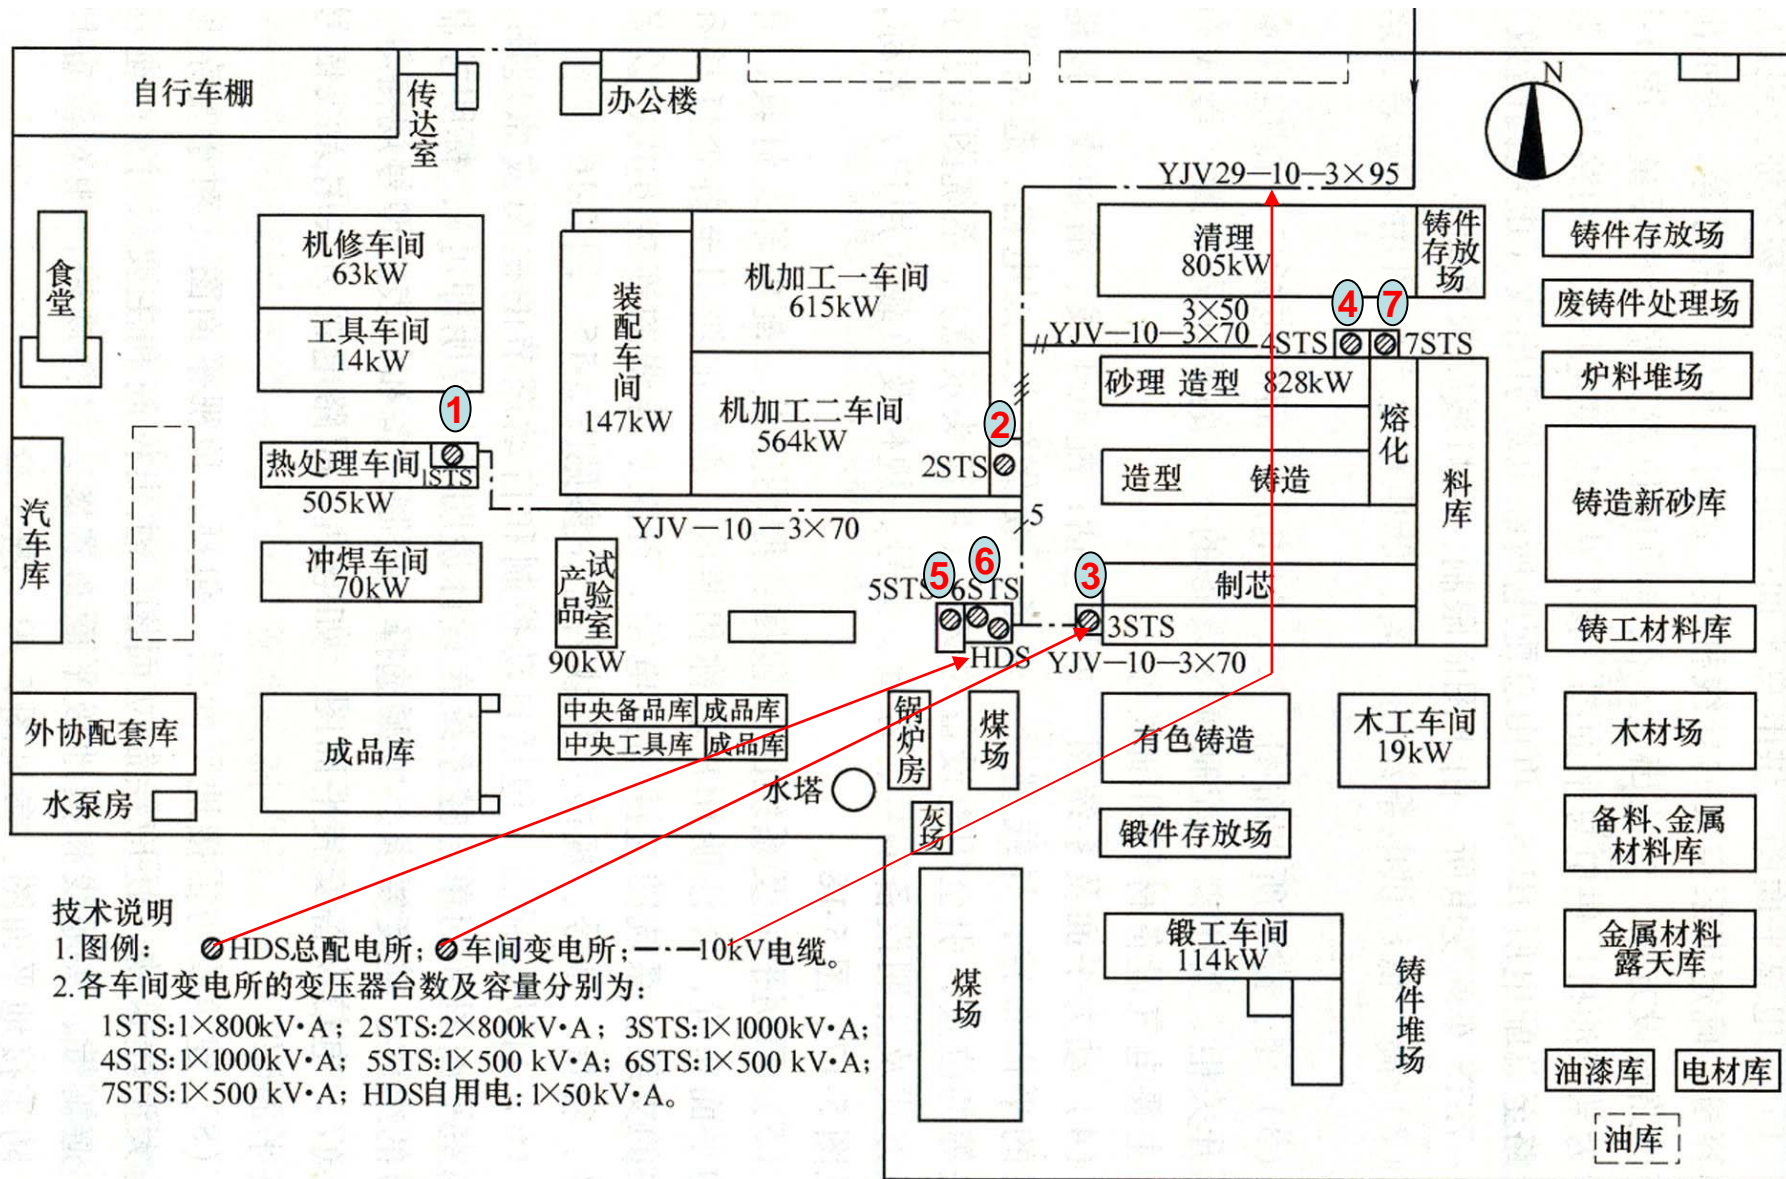 自行车棚
传达室
办公楼
N
YJV29—10—3×95
食堂
机修车间
63kW
工具车间
14kW
装配车间
147kW
机加工一车间
615kW
机加工二车间
564kW
清理
805kW
铸件存放场
3×50
YJV—10—3×70
4
7
4STS
7STS
砂理 造型 828kW
熔化
造型 铸造
料库
制芯
铸件存放场
废铸件处理场
炉料堆场
铸造新砂库
铸工材料库
1
热处理车间
1STS
505kW
2
2STS
5
YJV—10—3×70
汽车库
冲焊车间
70kW
产品试验室
90kW
5
6
3
5STS
6STS
3STS
HDS
YJV—10—3×70
外协配套库
水泵房
成品库
中央备品库
成品库
中央工具库
成品库
水塔
锅炉房
煤场
灰场
有色铸造
木工车间
19kW
木材场
锻件存放场
备料、金属
材料库
煤场
锻工车间
114kW
铸件堆场
金属材料
露天库
油漆库
电材库
油库
技术说明
1.图例： HDS总配电所；车间变电所；10kV电缆。
2.各车间变电所的变压器台数及容量分别为：
1STS:1×800kV·A；2STS:2×800kV·A；3STS:1×1000kV·A；
4STS:1×1000kV·A；5STS:1×500 kV·A；6STS:1×500 kV·A；
7STS:1×500 kV·A；HDS自用电：1×50kV·A。